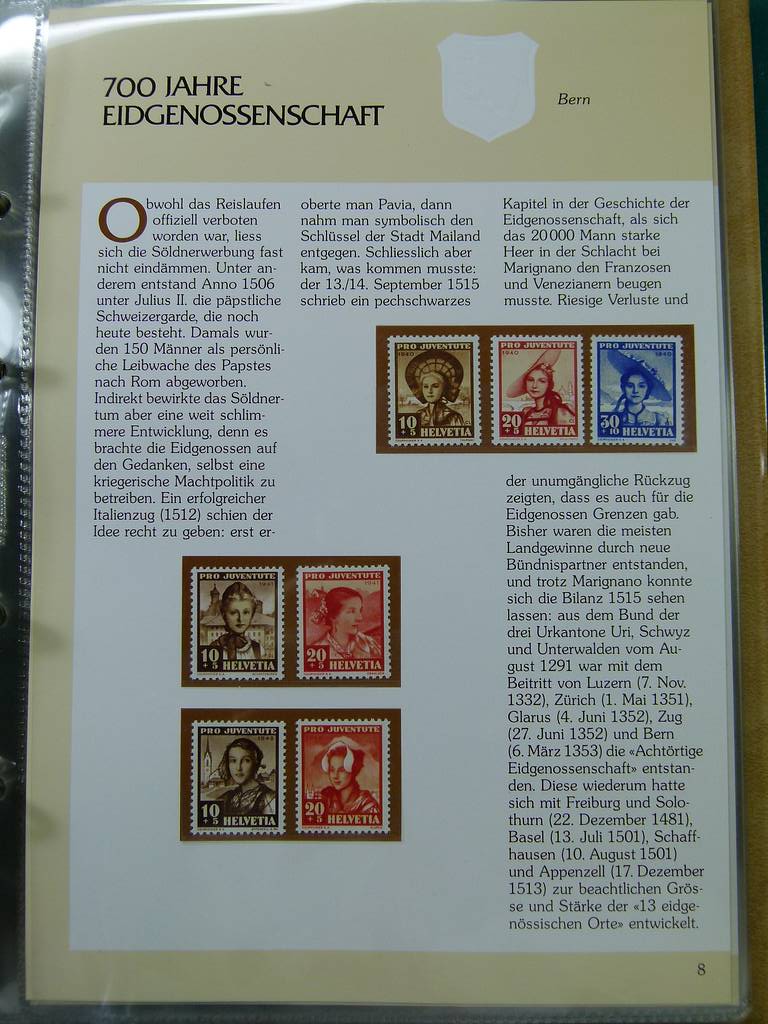 700 JAHRE
EIDGENOSSENSCHAFT
Bern
Obwohl das Reislaufen
offiziell verboten
worden war, liess
sich die Söldnerwerbung fast
nicht eindämmen. Unter an-
derem entstand Anno 1506
unter Julius II. die päpstliche
Schweizergarde, die noch
heute besteht. Damals wur-
den 150 Männer als persönli-
che Leibwache des Papstes
nach Rom abgeworben.
Indirekt bewirkte das Söldner-
tum aber eine weit schlim-
mere Entwicklung, denn es
brachte die Eidgenossen auf
den Gedanken, selbst eine
kriegerische Machtpolitik zu
betreiben. Ein erfolgreicher
Italienzug (1512) schien der
Idee recht zu geben: erst er-
oberte man Pavia, dann
nahm man symbolisch den
Schlüssel der Stadt Mailand
entgegen. Schliesslich aber
kam, was kommen musste:
der 13./14. September 1515
schrieb ein pechschwarzes
Kapitel in der Geschichte der
Eidgenossenschaft, als sich
das 20000 Mann starke
Heer in der Schlacht bei
Marignano den Franzosen
und Venezianern beugen
musste. Riesige Verluste und
der unumgängliche Rückzug
zeigten, dass es auch für die
Eidgenossen Grenzen gab.
Bisher waren die meisten
Landgewinne durch neue
Bündnispartner entstanden,
und trotz Marignano konnte
sich die Bilanz 1515 sehen
lassen: aus dem Bund der
drei Urkantone Uri, Schwyz
und Unterwalden vom Au-
gust 1291 war mit dem
Beitritt von Luzern (7. Nov.
1332), Zürich (1. Mai 1351),
Glarus (4. Juni 1352), Zug
(27. Juni 1352) und Bern
(6. März 1353) die «Achtörtige
Eidgenossenschaft» entstan-
den. Diese wiederum hatte
sich mit Freiburg und Solo-
thurn (22. Dezember 1481),
Basel (13. Juli 1501), Schaff-
hausen (10. August 1501)
und Appenzell (17. Dezember
1513) zur beachtlichen Grös-
se und Stärke der «13 eidge-
nössischen Orte» entwickelt.
PRO JUVENTUTE
1940
10
+5 HELVETIA
PRO JUVENTUTE
1940
20
+5 HELVETIA
PRO JUVENTUTE
1940
30
+10 HELVETIA
PRO JUVENTUTE
1941
10
+5 HELVETIA
PRO JUVENTUTE
1941
20
+5 HELVETIA
PRO JUVENTUTE
10
+5 HELVETIA
PRO JUVENTUTE
20
+5 HELVETIA
8